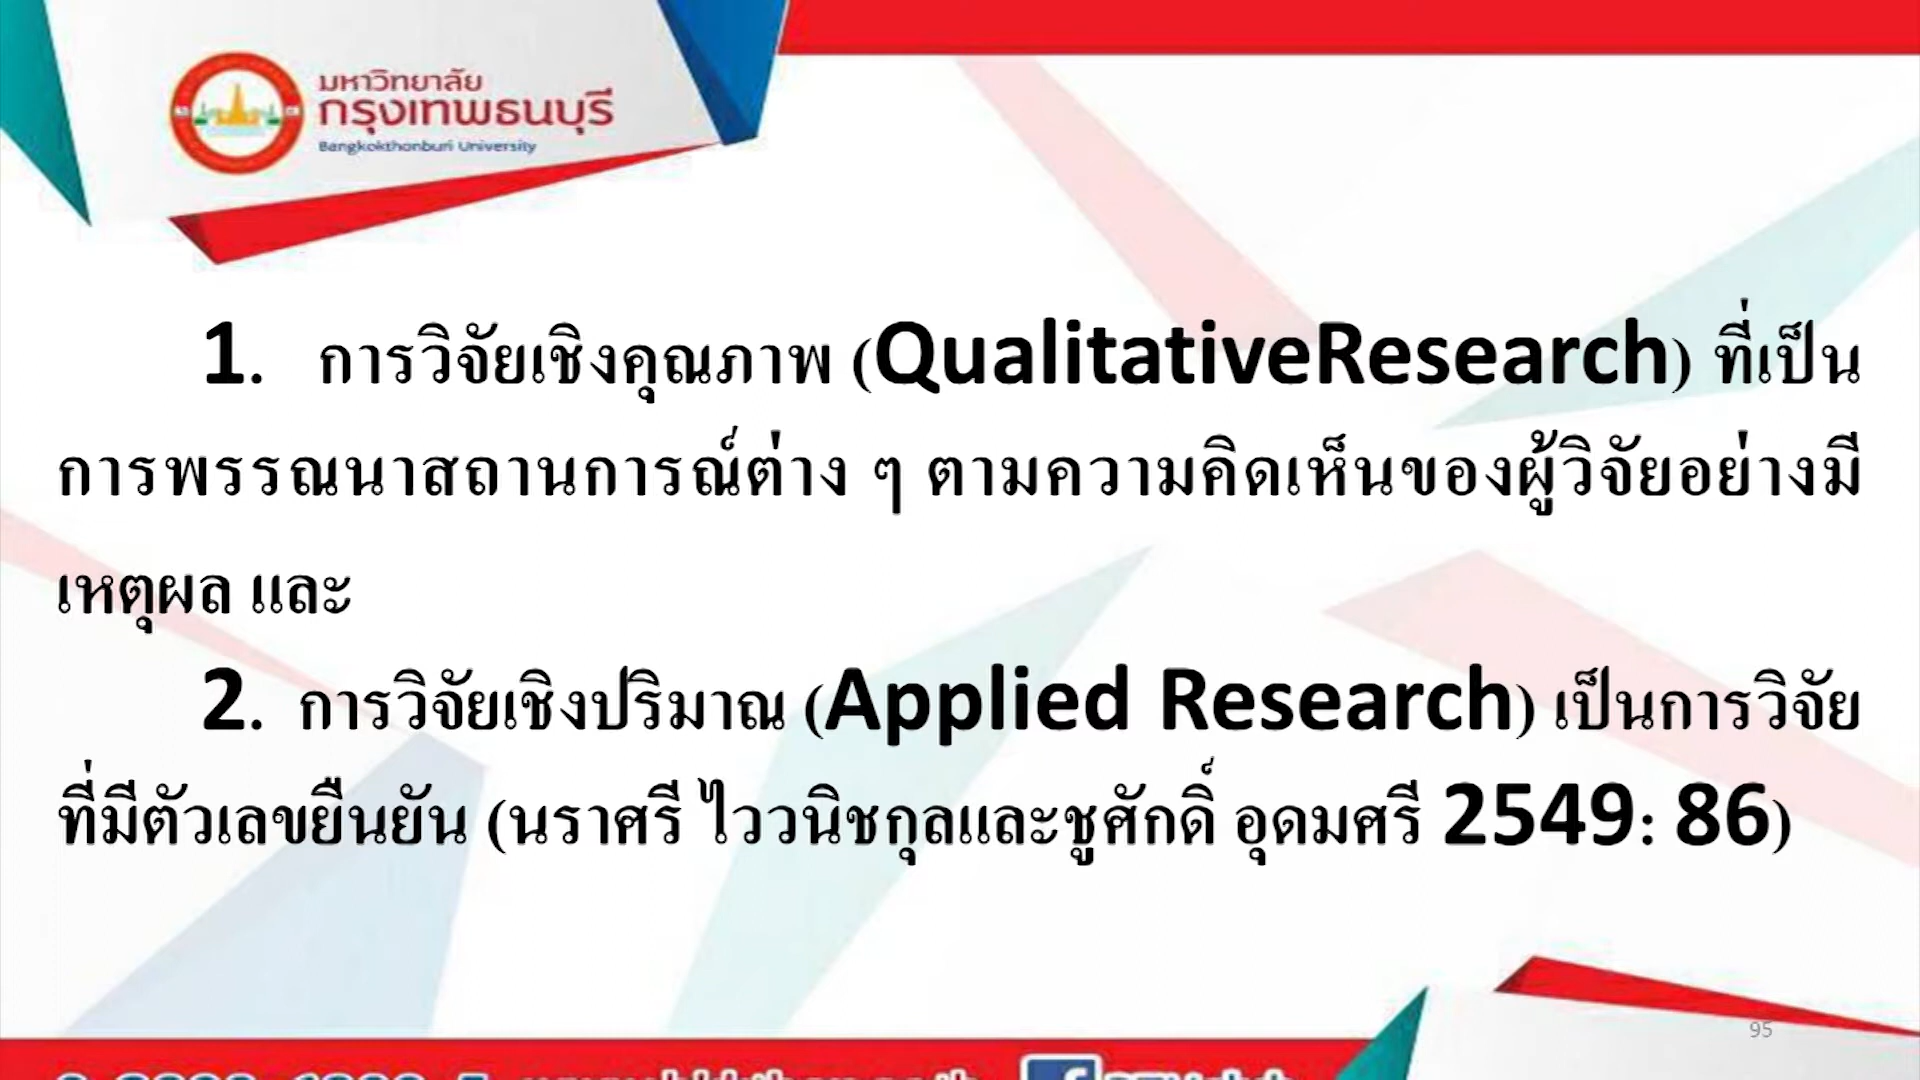 มหาวิทยาลัย
กรุงเทพธนบุรี
Bangkokthonburi University
1. การวิจัยเชิงคุณภาพ (QualitativeResearch) ที่เป็น
การพรรณนาสถานการณ์ต่าง ๆ ตามความคิดเห็นของผู้วิจัยอย่างมี
เหตุผล และ
2. การวิจัยเชิงปริมาณ (Applied Research) เป็นการวิจัย
ที่มีตัวเลขยืนยัน (นราศรี ไววนิชกุลและชูศักดิ์ อุดมศรี 2549: 86)
95